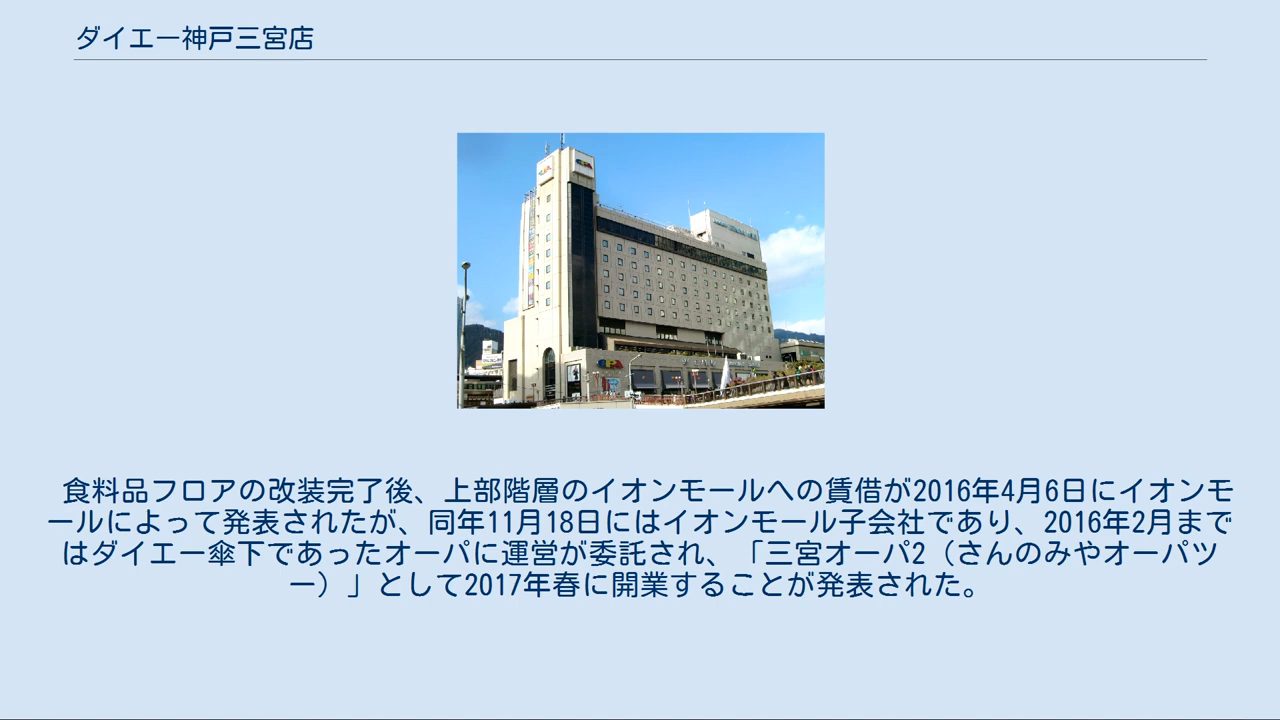 ダイエー神戸三宮店
食料品フロアの改装完了後、上部階層のイオンモールへの賃借が2016年4月6日にイオンモ
ールによって発表されたが、同年11月18日にはイオンモール子会社であり、2016年2月まで
はダイエー傘下であったオーパに運営が委託され、「三宮オーパ2（さんのみやオーパツ
ー）」として2017年春に開業することが発表された。